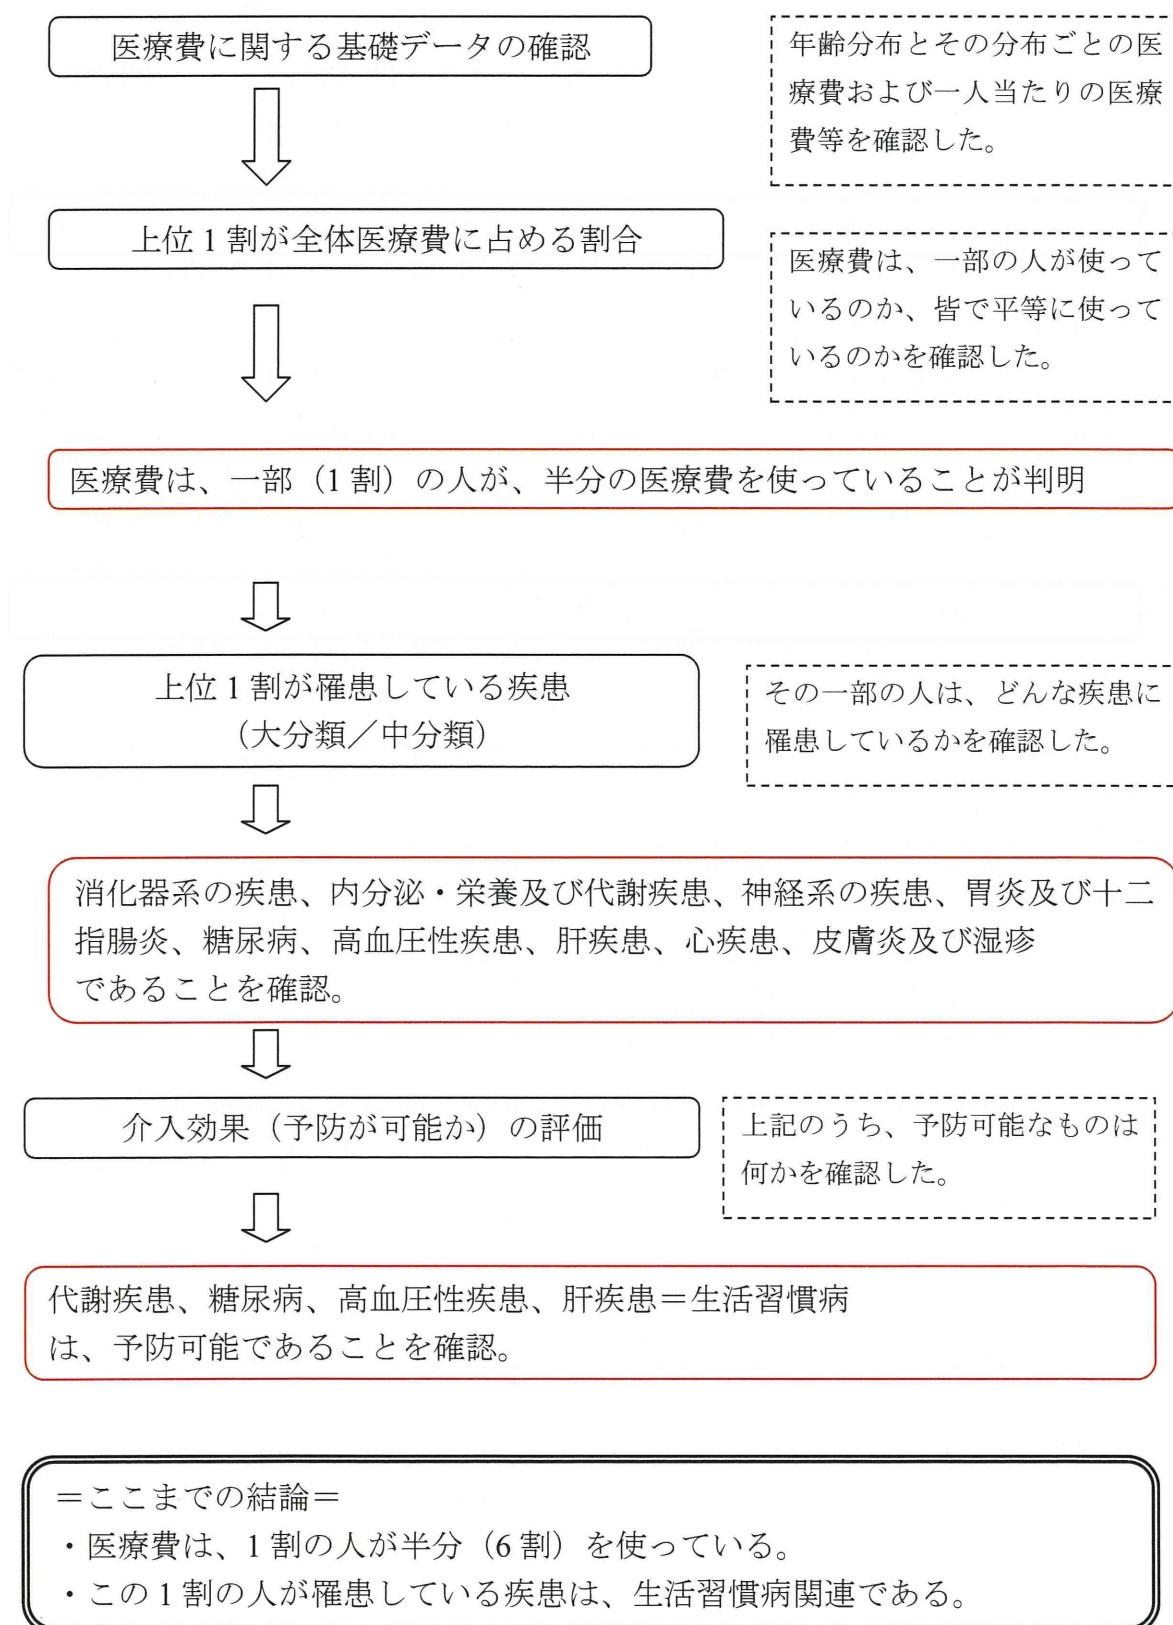 医療費に関する基礎データの確認
年齢分布とその分布ごとの医
療費および一人当たりの医療
費等を確認した。
上位1割が全体医療費に占める割合
医療費は、一部の人が使って
いるのか、皆で平等に使って
いるのかを確認した。
医療費は、一部（1割）の人が、半分の医療費を使っていることが判明
上位1割が罹患している疾患
（大分類／中分類）
その一部の人は、どんな疾患に
罹患しているかを確認した。
消化器系の疾患、内分泌・栄養及び代謝疾患、神経系の疾患、胃炎及び十二
指腸炎、糖尿病、高血圧性疾患、肝疾患、心疾患、皮膚炎及び湿疹
であることを確認。
介入効果（予防が可能か）の評価
上記のうち、予防可能なものは
何かを確認した。
代謝疾患、糖尿病、高血圧性疾患、肝疾患＝生活習慣病
は、予防可能であることを確認。
＝ここまでの結論＝
・医療費は、1割の人が半分（6割）を使っている。
・この1割の人が罹患している疾患は、生活習慣病関連である。